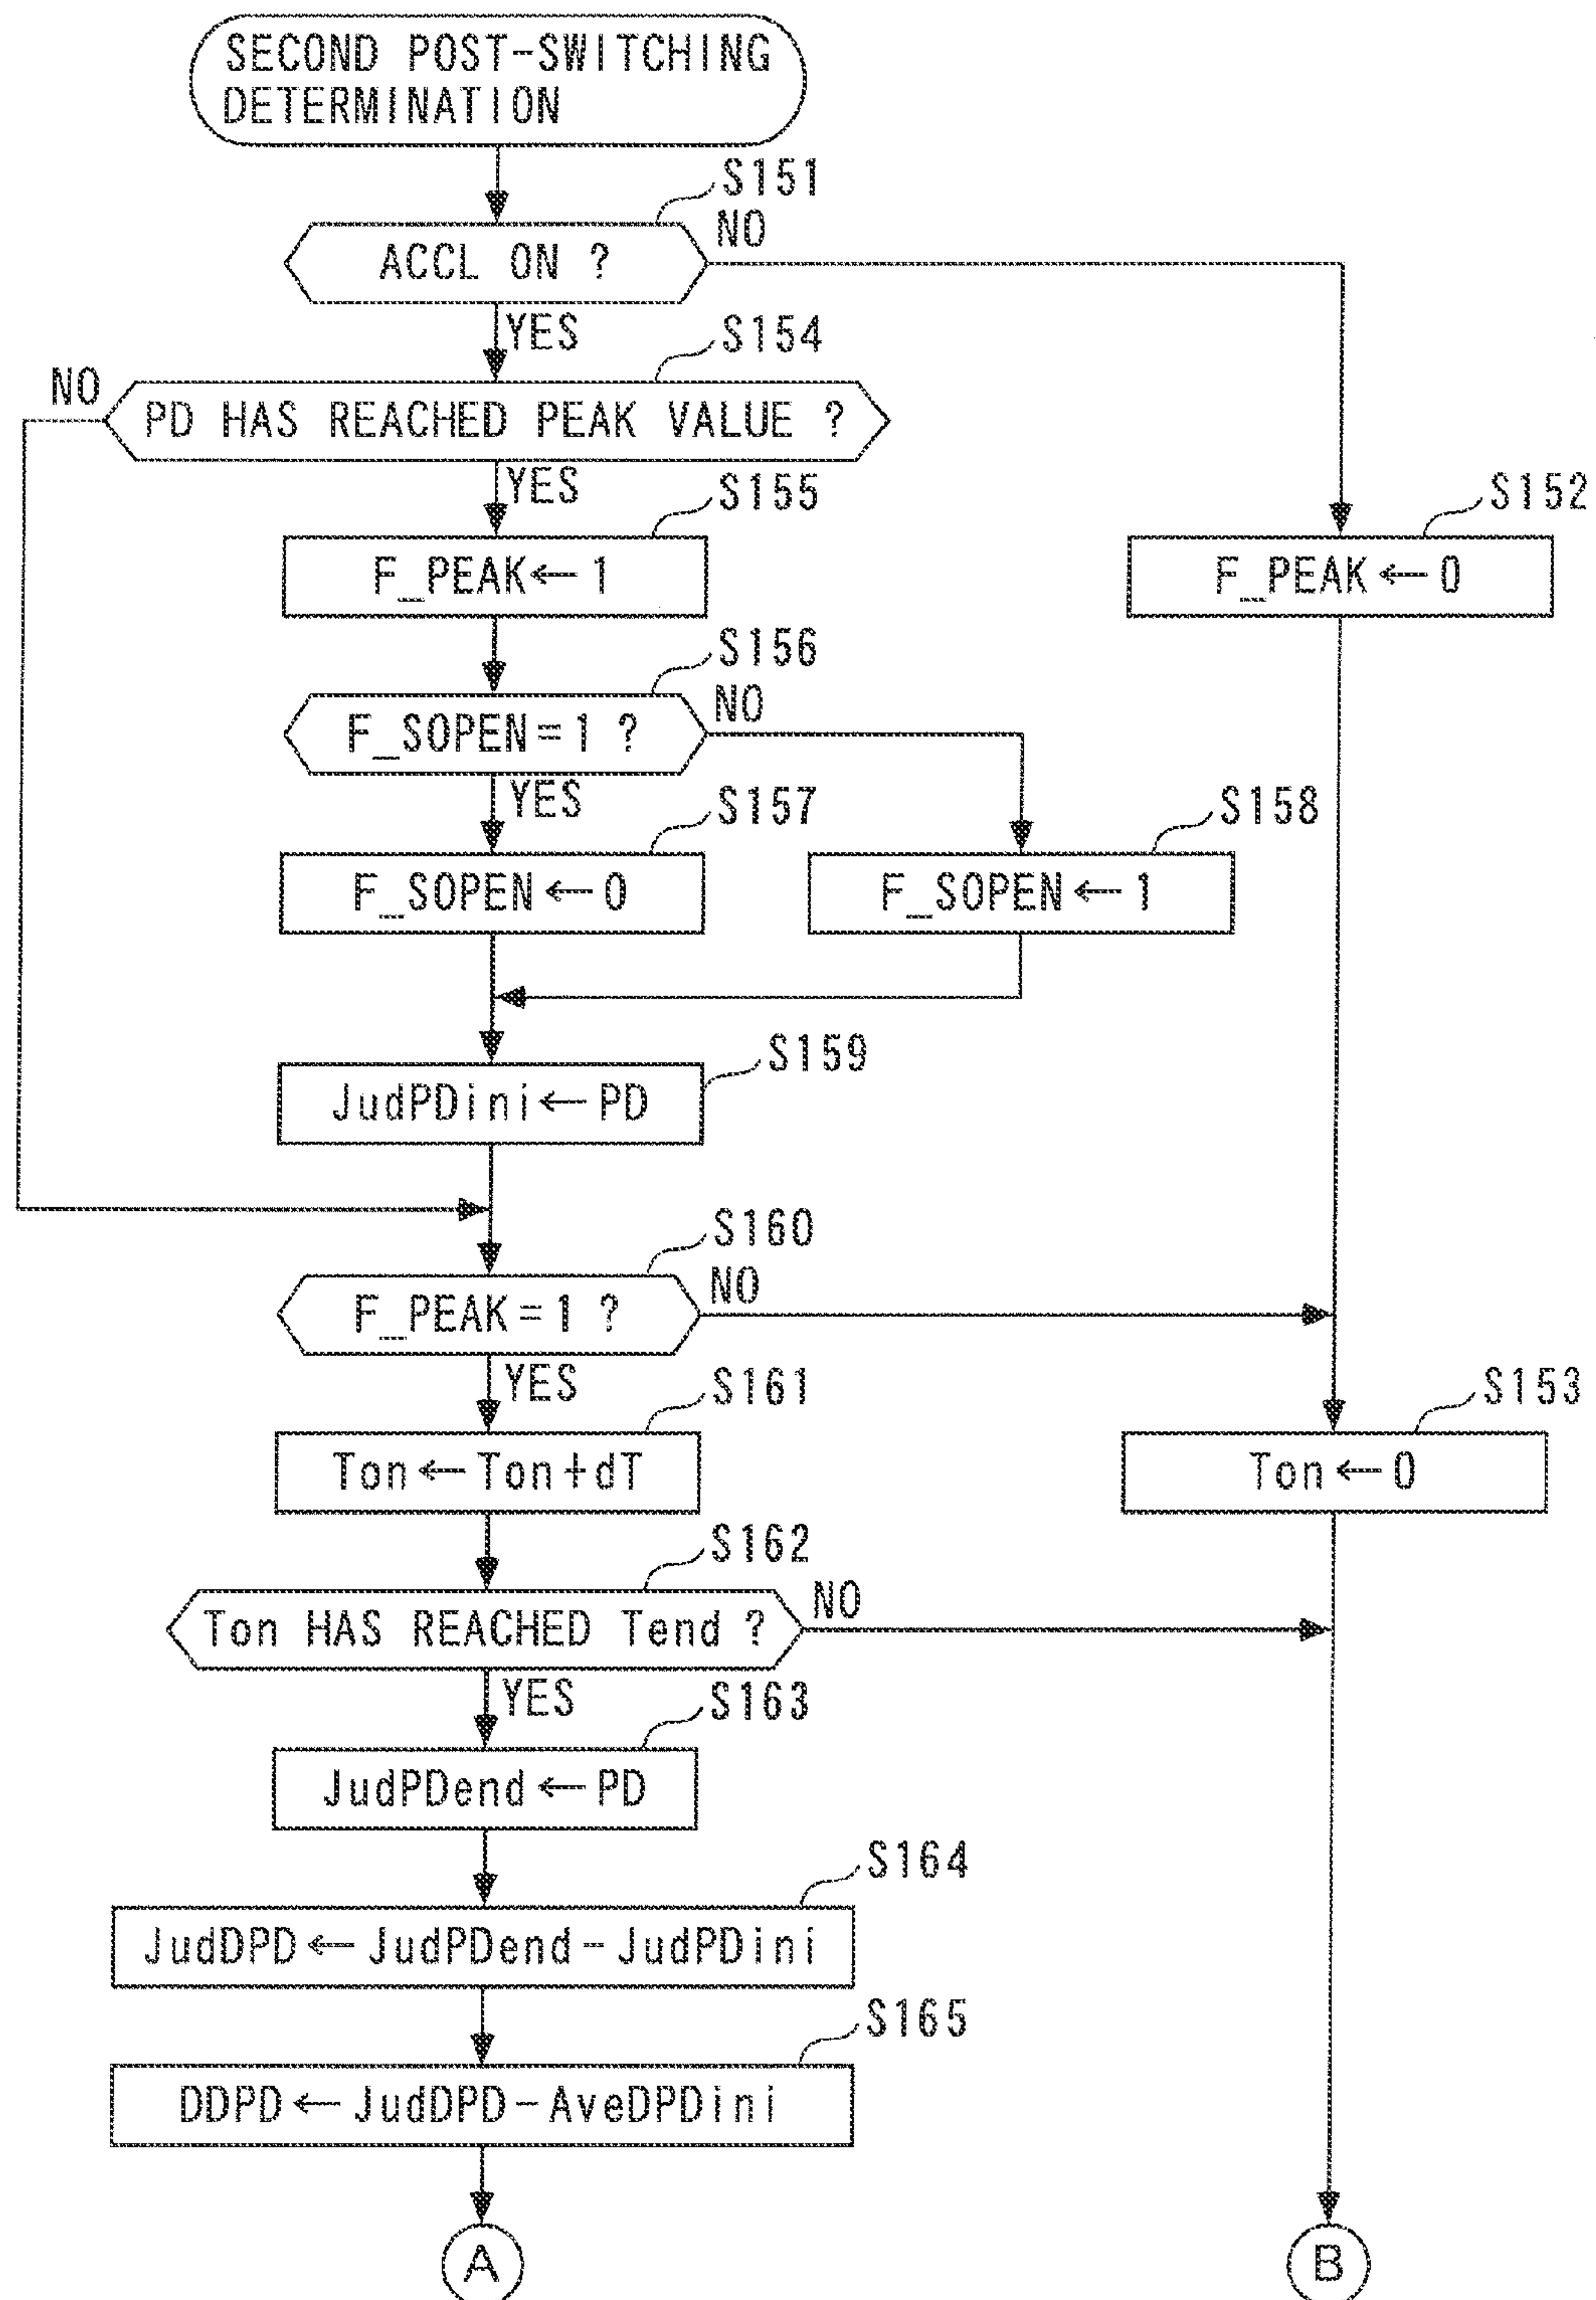 SECOND POST-SWITCHING
DETERMINATION
S151
ACCL ON ?
NO
YES
S154
NO
PD HAS REACHED PEAK VALUE ?
YES
S155
S152
F_PEAK←1
F_PEAK←0
S156
F_SOPEN=1 ?
NO
YES
S157
S158
F_SOPEN←0
F_SOPEN←1
S159
JudPDini←PD
S160
F_PEAK=1 ?
NO
YES
S161
S153
Ton←Ton+dT
Ton←0
S162
Ton HAS REACHED Tend ?
NO
YES
S163
JudPDend←PD
S164
JudDPD←JudPDend-JudPDini
S165
DDPD←JudDPD-AveDPDini
A
B